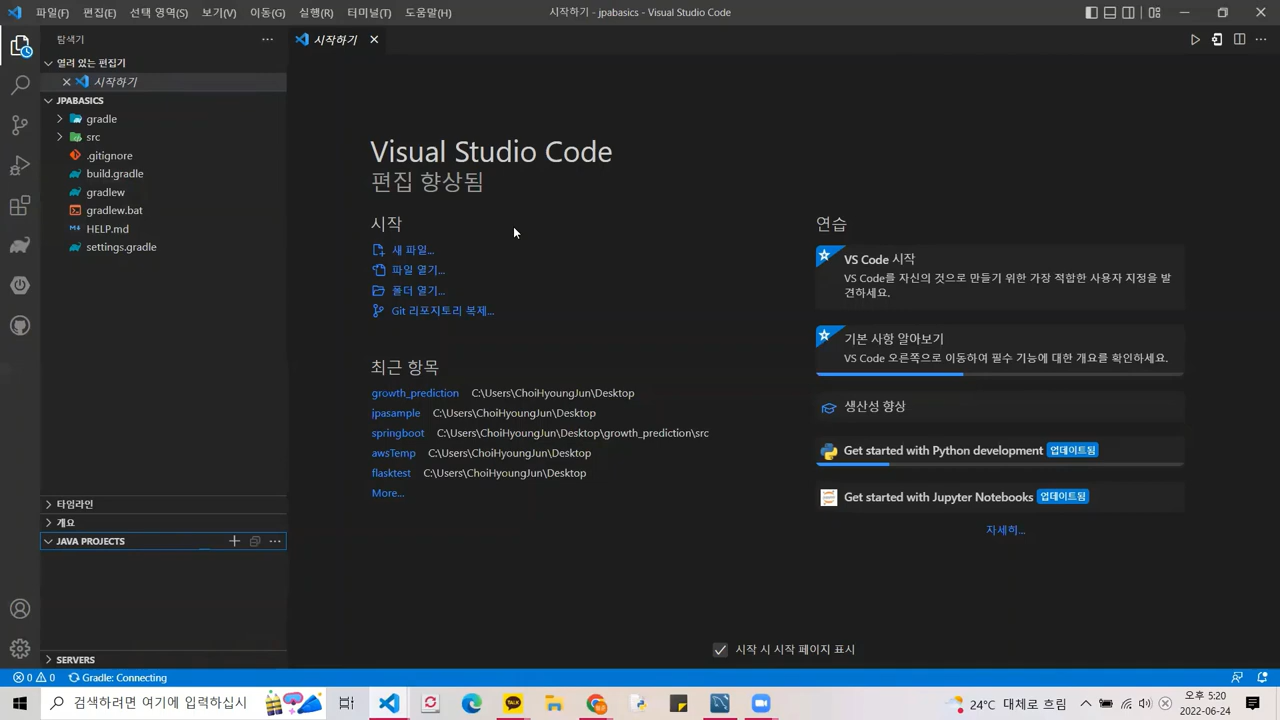 파일(F) 편집(E) 선택 영역(S) 보기(V) 이동(G) 실행(R) 터미널(T) 도움말(H) 시작하기 - jpabasics - Visual Studio Code
탐색기
시작하기
열려 있는 편집기
시작하기
JPABASICS
gradle
src
.gitignore
build.gradle
gradlew
gradlew.bat
HELP.md
settings.gradle
타임라인
개요
JAVA PROJECTS
SERVERS
Visual Studio Code
편집 향상됨
시작
새 파일...
파일 열기...
폴더 열기...
Git 리포지토리 복제...
최근 항목
growth_prediction C:\Users\ChoiHyoungJun\Desktop
jpasample C:\Users\ChoiHyoungJun\Desktop
springboot C:\Users\ChoiHyoungJun\Desktop\growth_prediction\src
awsTemp C:\Users\ChoiHyoungJun\Desktop
flasktest C:\Users\ChoiHyoungJun\Desktop
More...
연습
VS Code 시작
VS Code를 자신의 것으로 만들기 위한 가장 적합한 사용자 지정을 발
견하세요.
기본 사항 알아보기
VS Code 오른쪽으로 이동하여 필수 기능에 대한 개요를 확인하세요.
생산성 향상
Get started with Python development 업데이트됨
Get started with Jupyter Notebooks 업데이트됨
자세히...
시작 시 시작 페이지 표시
0 0 Gradle: Connecting
검색하려면 여기에 입력하십시 TALK 24°C 대체로 흐림 오후 5:20
2022-06-24